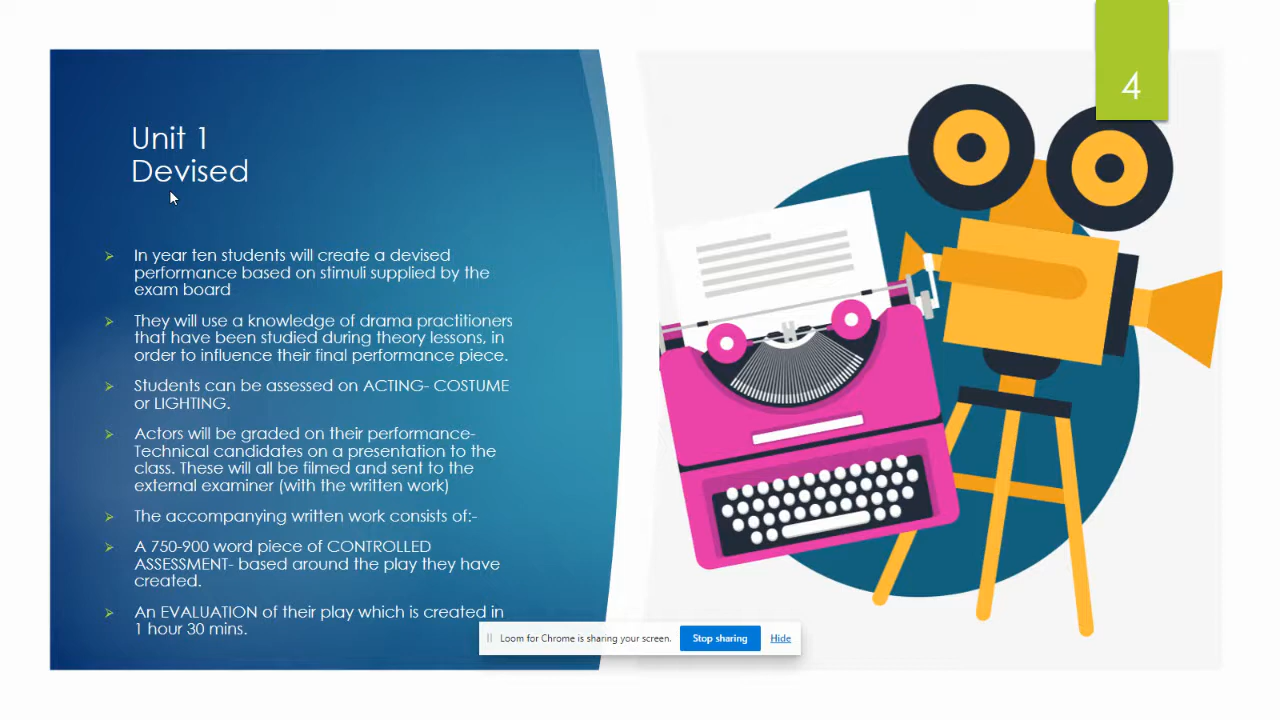 4
Unit 1
Devised
In year ten students will create a devised
performance based on stimuli supplied by the
exam board
They will use a knowledge of drama practitioners
that have been studied during theory lessons, in
order to influence their final performance piece.
Students can be assessed on ACTING- COSTUME
or LIGHTING.
Actors will be graded on their performance-
Technical candidates on a presentation to the
class. These will all be filmed and sent to the
external examiner (with the written work)
The accompanying written work consists of:-
A 750-900 word piece of CONTROLLED
ASSESSMENT- based around the play they have
created.
An EVALUATION of their play which is created in
1 hour 30 mins.
Loom for Chrome is sharing your screen. Stop sharing Hide